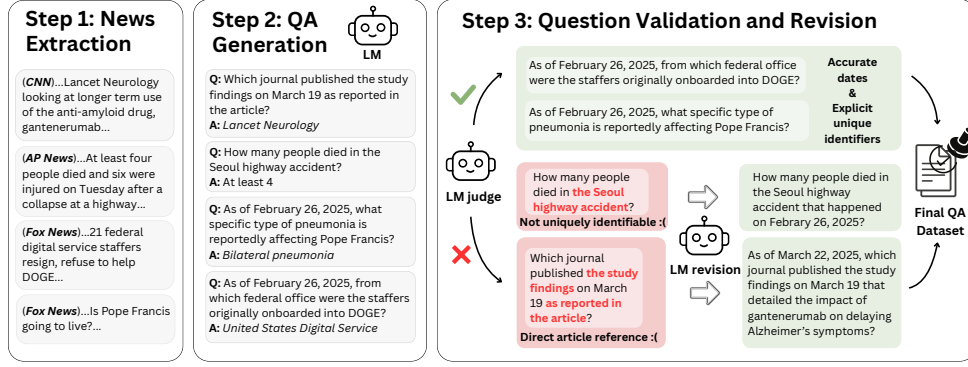 Step 1: News
Extraction
(CNN)...Lancet Neurology
looking at longer term use
of the anti-amyloid drug,
gantenerumab...
(AP News)...At least four
people died and six were
injured on Tuesday after a
collapse at a highway...
(Fox News)...21 federal
digital service staffers
resign, refuse to help
DOGE...
(Fox News)...Is Pope Francis
going to live?...
Step 2: QA
Generation
LM
Q: Which journal published the study
findings on March 19 as reported in
the article?
A: Lancet Neurology
Q: How many people died in the
Seoul highway accident?
A: At least 4
Q: As of February 26, 2025, what
specific type of pneumonia is
reportedly affecting Pope Francis?
A: Bilateral pneumonia
Q: As of February 26, 2025, from
which federal office were the staffers
originally onboarded into DOGE?
A: United States Digital Service
Step 3: Question Validation and Revision
LM judge
As of February 26, 2025, from which federal office
were the staffers originally onboarded into DOGE?
As of February 26, 2025, what specific type of
pneumonia is reportedly affecting Pope Francis?
Accurate
dates
&
Explicit
unique
identifiers
How many people
died in the Seoul
highway accident?
Not uniquely identifiable :(
Which journal
published the study
findings on March
19 as reported in
the article?
Direct article reference :(
LM revision
How many people died in
the Seoul highway
accident that happened
on Febrary 26, 2025?
As of March 22, 2025, which
journal published the study
findings on March 19 that
detailed the impact of
gantenerumab on delaying
Alzheimer's symptoms?
Final QA
Dataset